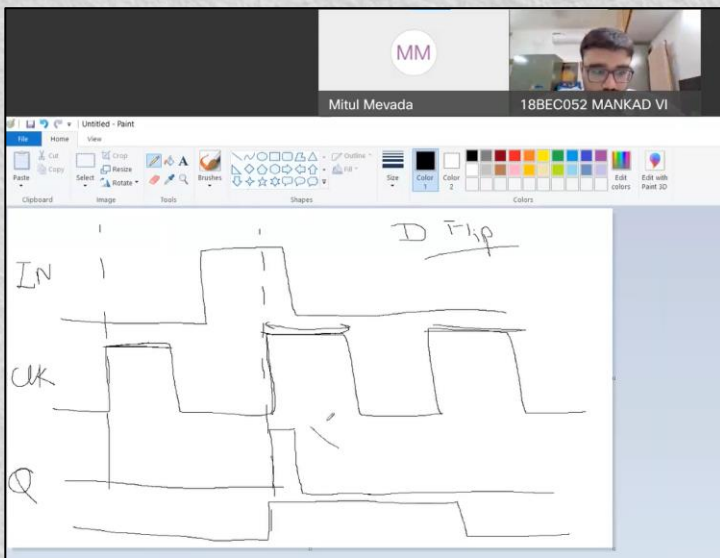 MM
Mitul Mevada
18BEC052 MANKAD VI
Untitled - Paint
File Home View
Paste
Cut
Copy
Clipboard
Select
Crop
Resize
Rotate
Image
A
Tools
Brushes
Shapes
Outline
Fill
Size
Color 1
Color 2
Colors
Edit colors
Edit with Paint 3D
D Flip
IN
Clk
Q